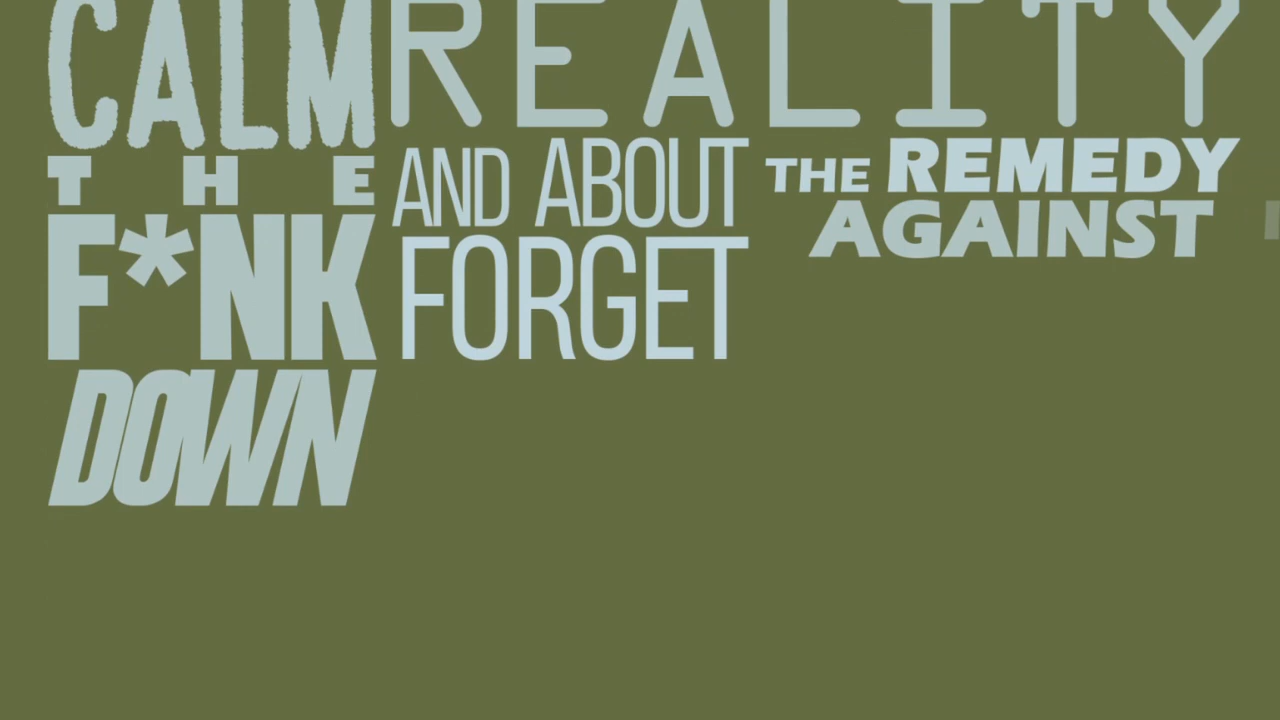 CALM
THE
F*NK
DOWN
REALITY
AND ABOUT
FORGET
THE REMEDY
AGAINST